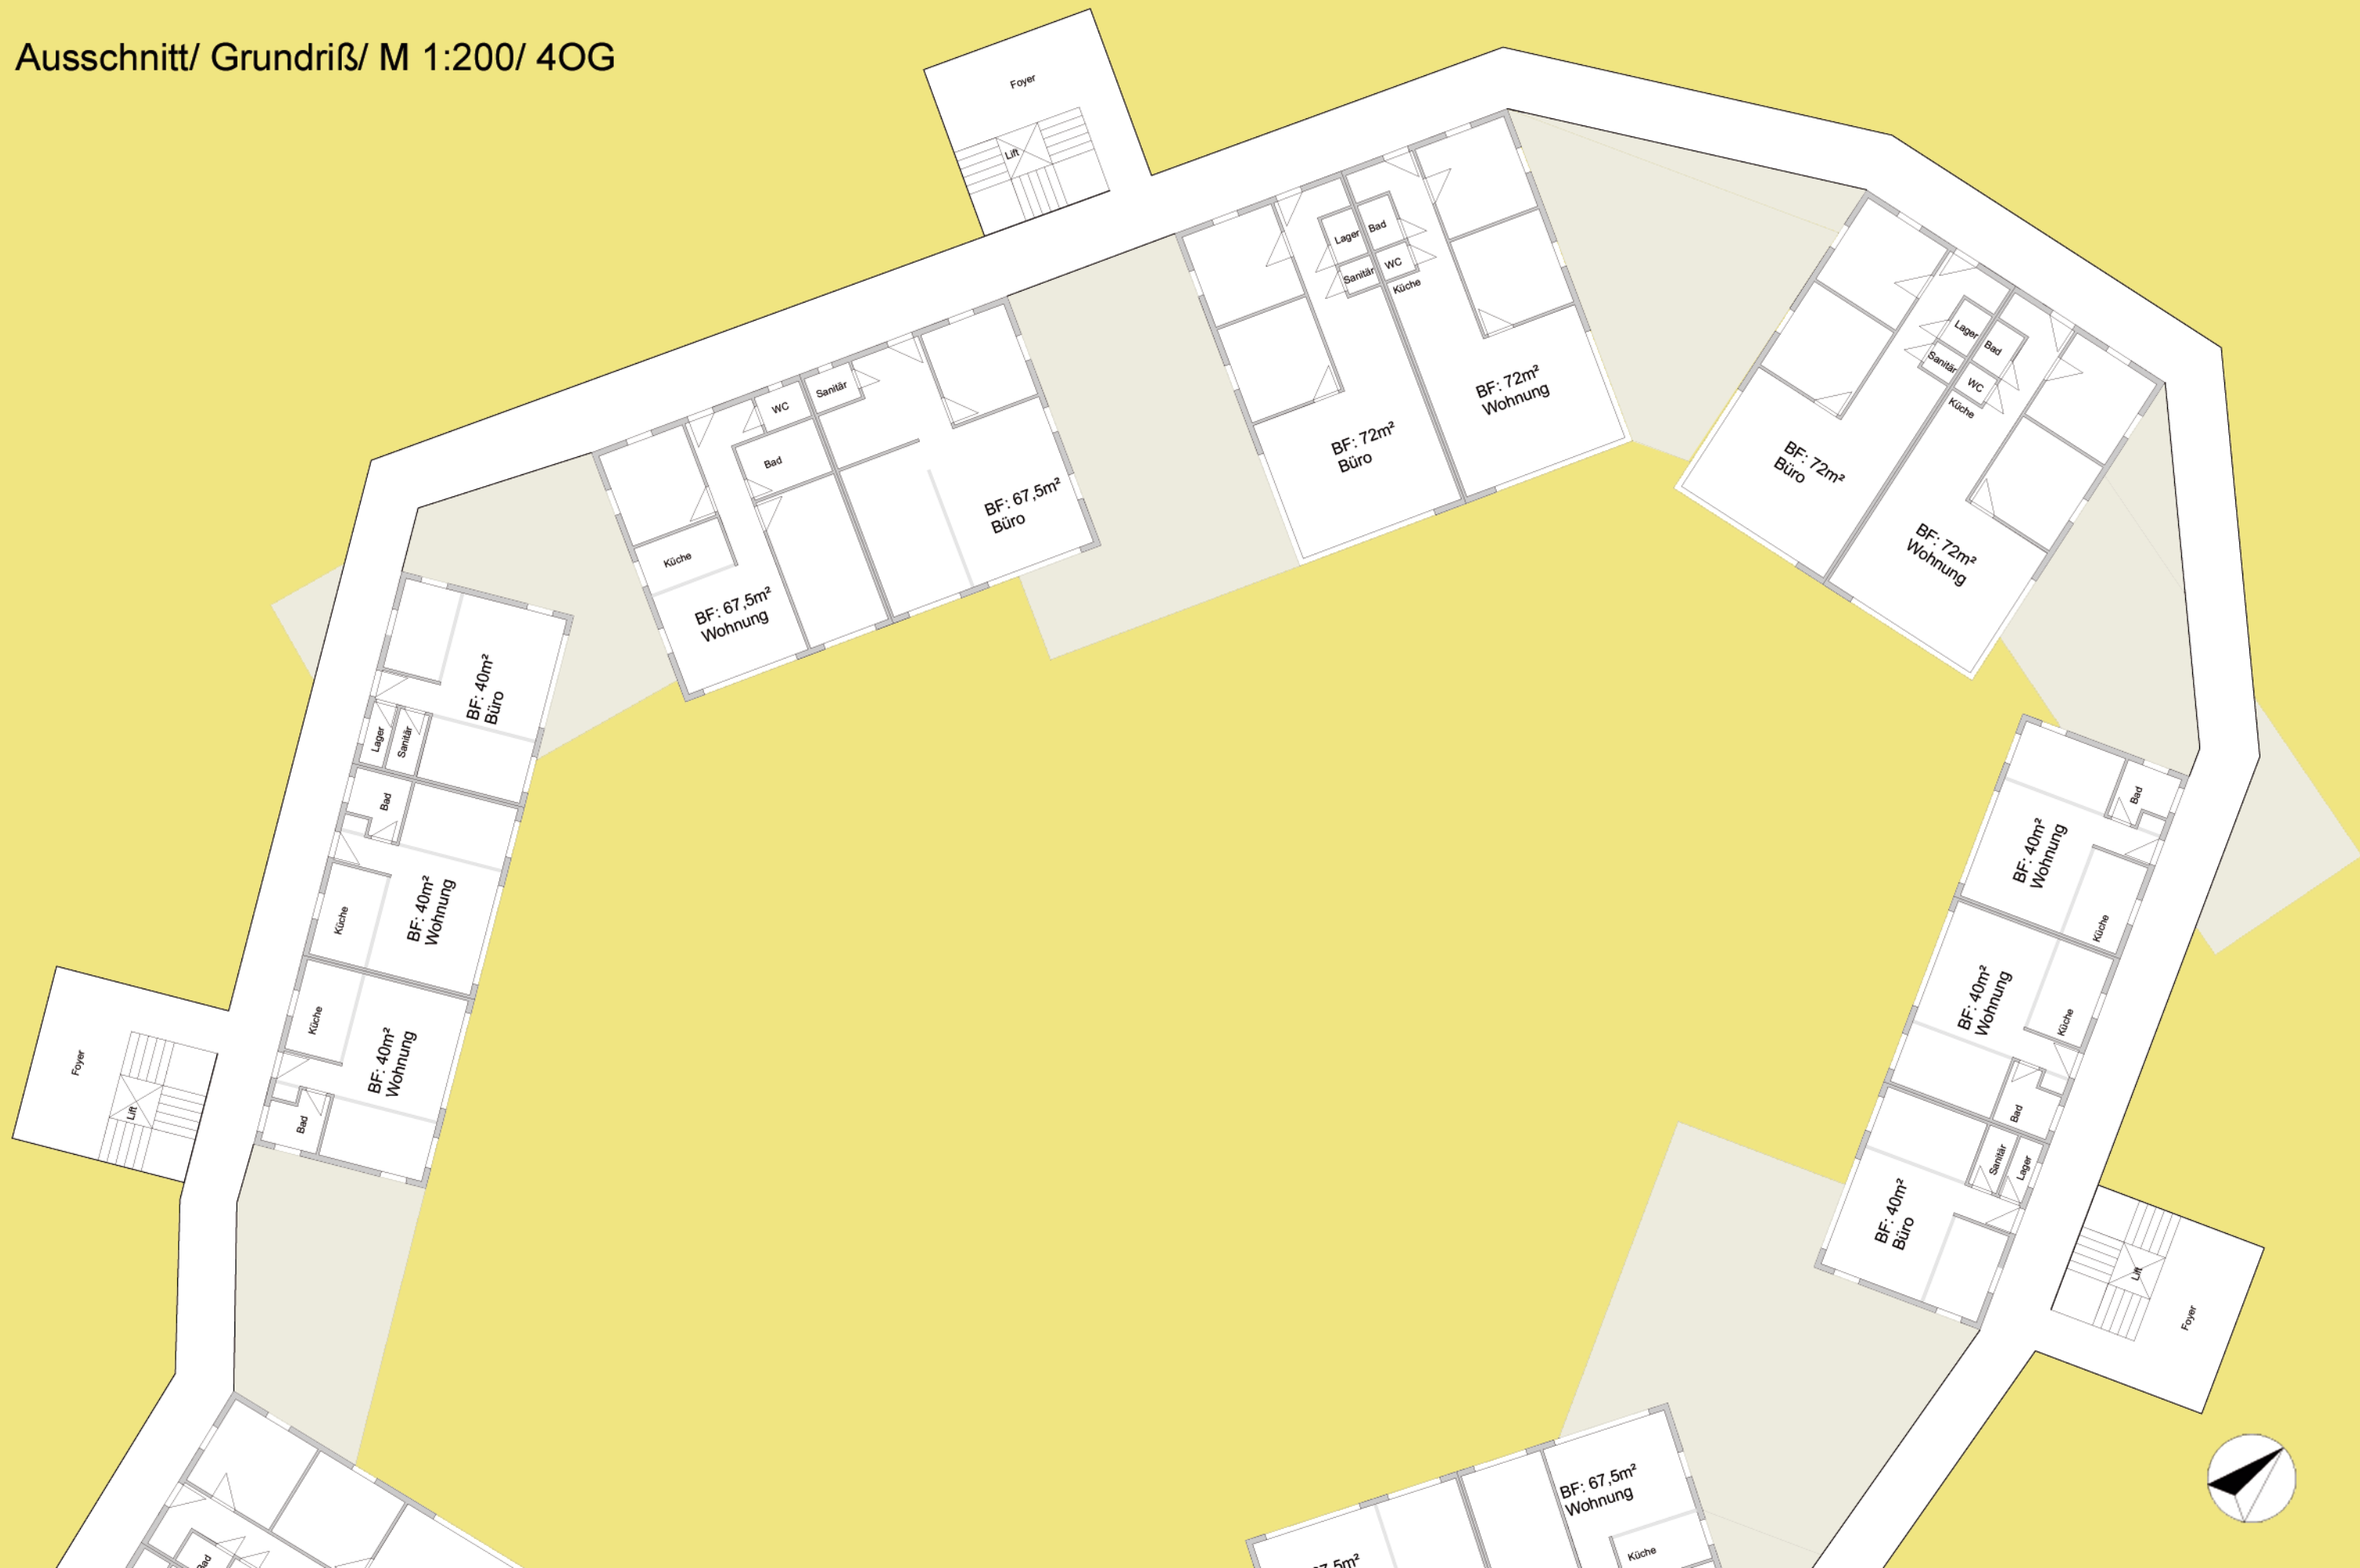 Ausschnitt/ Grundriß/ M 1:200/ 4OG
Foyer
Lift
Lager
Bad
Sanitär
WC
Küche
BF: 72m²
Büro
BF: 72m²
Wohnung
Lager
Bad
Sanitär
WC
Küche
BF: 72m²
Büro
BF: 72m²
Wohnung
WC
Sanitär
Bad
Küche
BF: 67,5m²
Wohnung
BF: 67,5m²
Büro
BF: 40m²
Büro
Lager
Sanitär
Bad
BF: 40m²
Wohnung
Küche
Küche
BF: 40m²
Wohnung
Bad
Foyer
Lift
Bad
BF: 40m²
Wohnung
Küche
BF: 40m²
Wohnung
Küche
Bad
Sanitär
Lager
BF: 40m²
Büro
Lift
Foyer
BF: 67,5m²
Wohnung
Küche
Bad